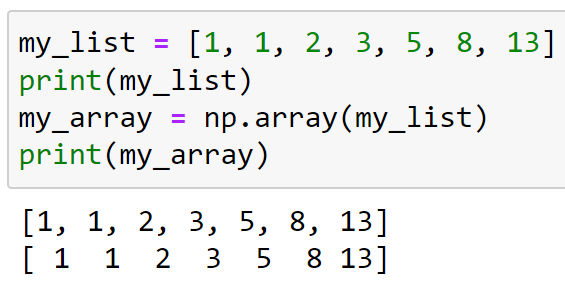 my_list = [1, 1, 2, 3, 5, 8, 13]
print(my_list)
my_array = np.array(my_list)
print(my_array)
[1, 1, 2, 3, 5, 8, 13]
[ 1  1  2  3  5  8 13]